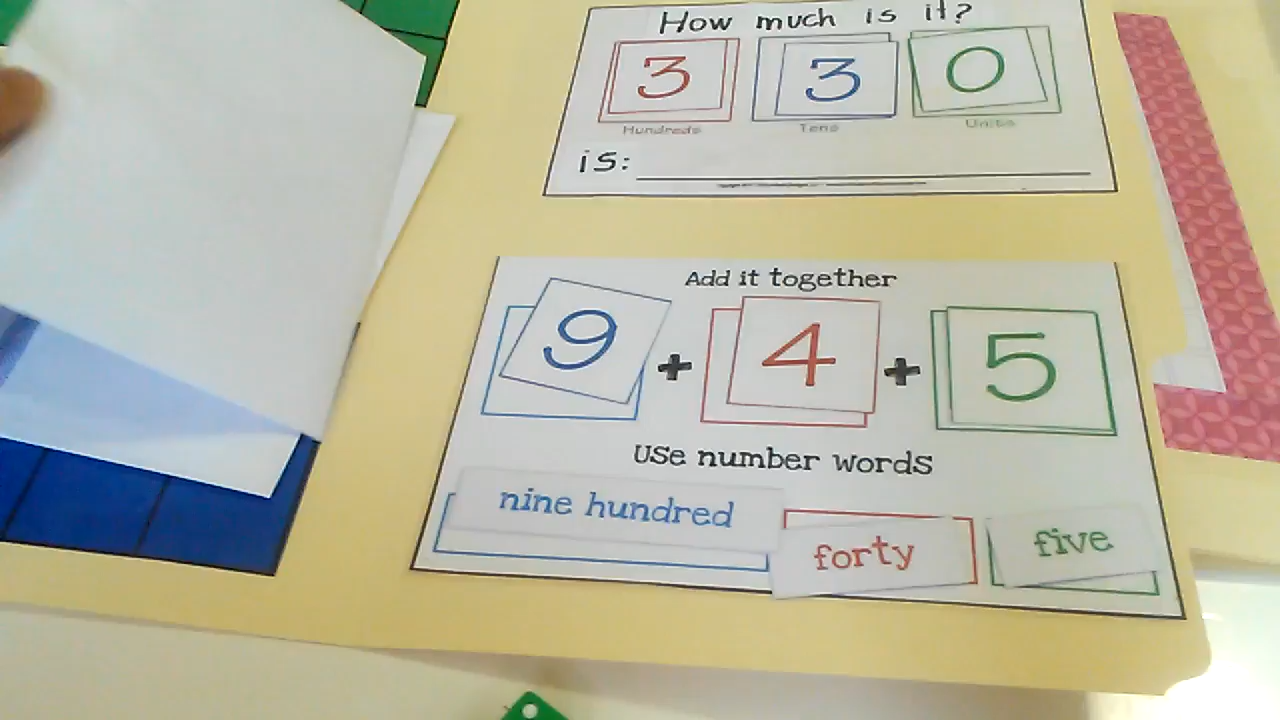 How much is it?
3 3 0
Hundreds Tens Units
is:
Add it together
9 + 4 + 5
Use number words
nine hundred forty five